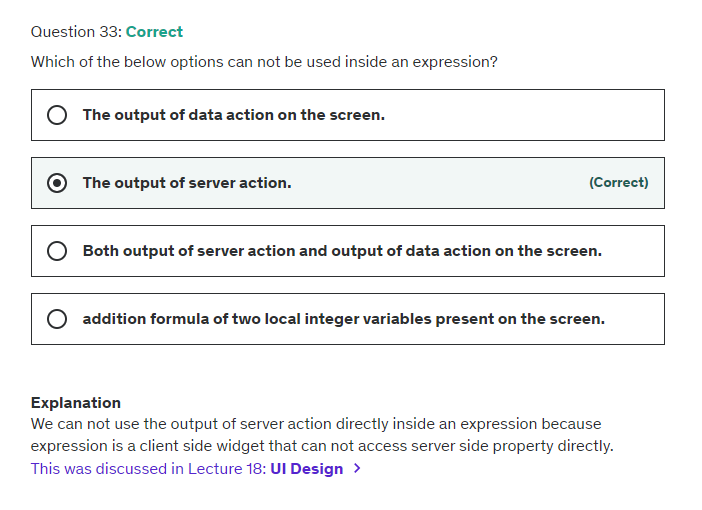 Question 33: Correct
Which of the below options can not be used inside an expression?
The output of data action on the screen.
The output of server action. (Correct)
Both output of server action and output of data action on the screen.
addition formula of two local integer variables present on the screen.
Explanation
We can not use the output of server action directly inside an expression because
expression is a client side widget that can not access server side property directly.
This was discussed in Lecture 18: UI Design >